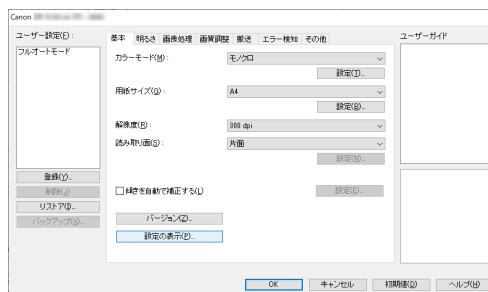 Canon
ユーザー設定(F):
フルオートモード
登録(Y)...
削除(J)
リストア(I)...
バックアップ(X)...
基本 明るさ 画像処理 画質調整 搬送 エラー検知 その他
カラーモード(M):
モノクロ
設定(T)...
用紙サイズ(G):
A4
設定(B)...
解像度(R):
300 dpi
読み取り面(S):
片面
設定(N)...
傾きを自動で補正する(L)
設定(E)...
バージョン(Z)...
設定の表示(P)...
ユーザーガイド
OK キャンセル 初期値(D) ヘルプ(H)